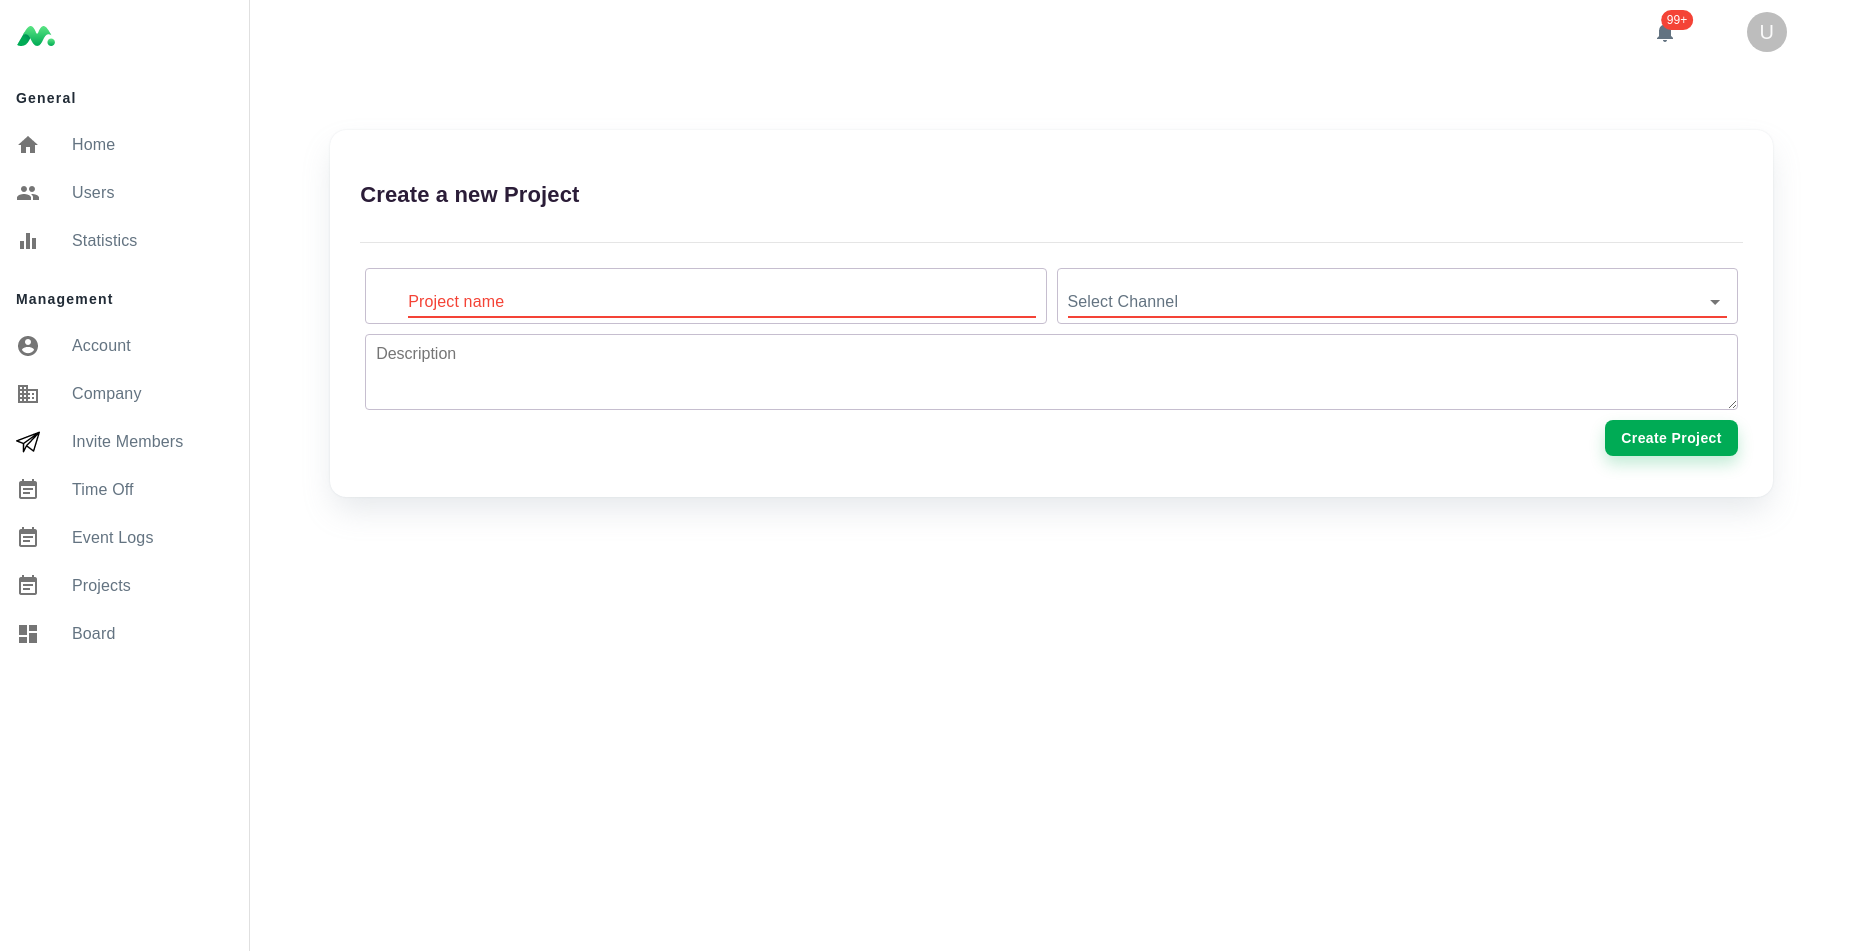 General
Home
Users
Statistics
Management
Account
Company
Invite Members
Time Off
Event Logs
Projects
Board
99+
U
Create a new Project
Project name
Select Channel
Description
Create Project